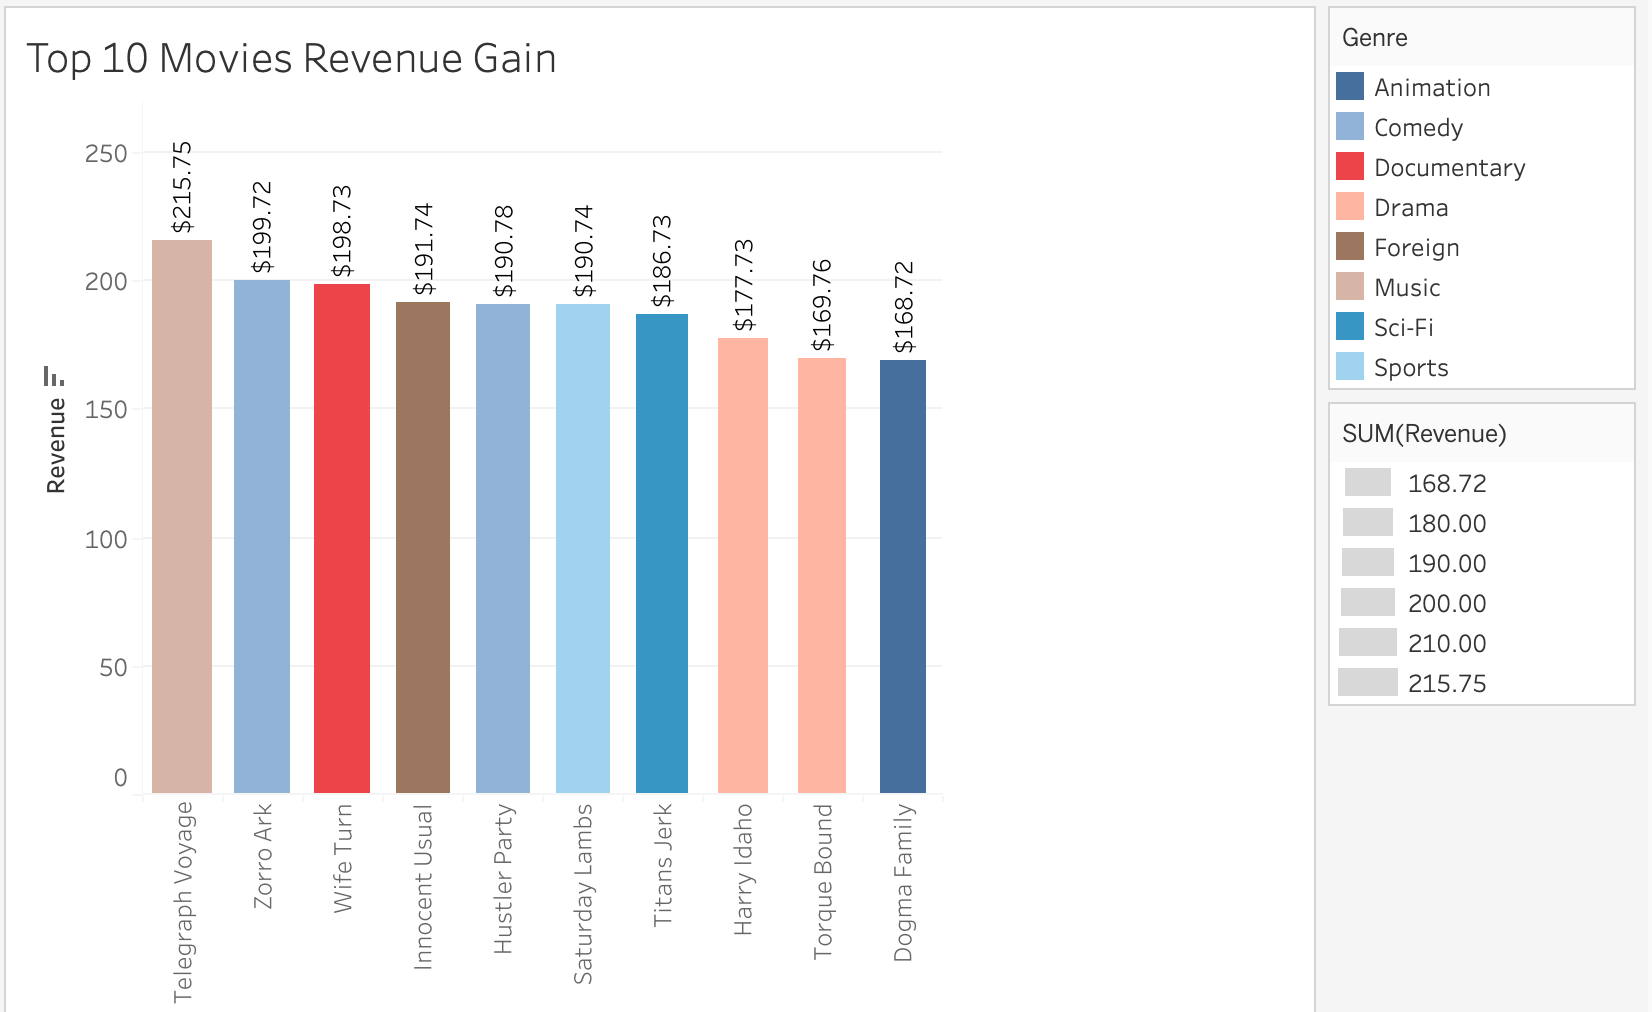 Top 10 Movies Revenue Gain
Revenue
250
200
150
100
50
0
$215.75
$199.72
$198.73
$191.74
$190.78
$190.74
$186.73
$177.73
$169.76
$168.72
Telegraph Voyage
Zorro Ark
Wife Turn
Innocent Usual
Hustler Party
Saturday Lambs
Titans Jerk
Harry Idaho
Torque Bound
Dogma Family
Genre
Animation
Comedy
Documentary
Drama
Foreign
Music
Sci-Fi
Sports
SUM(Revenue)
168.72
180.00
190.00
200.00
210.00
215.75